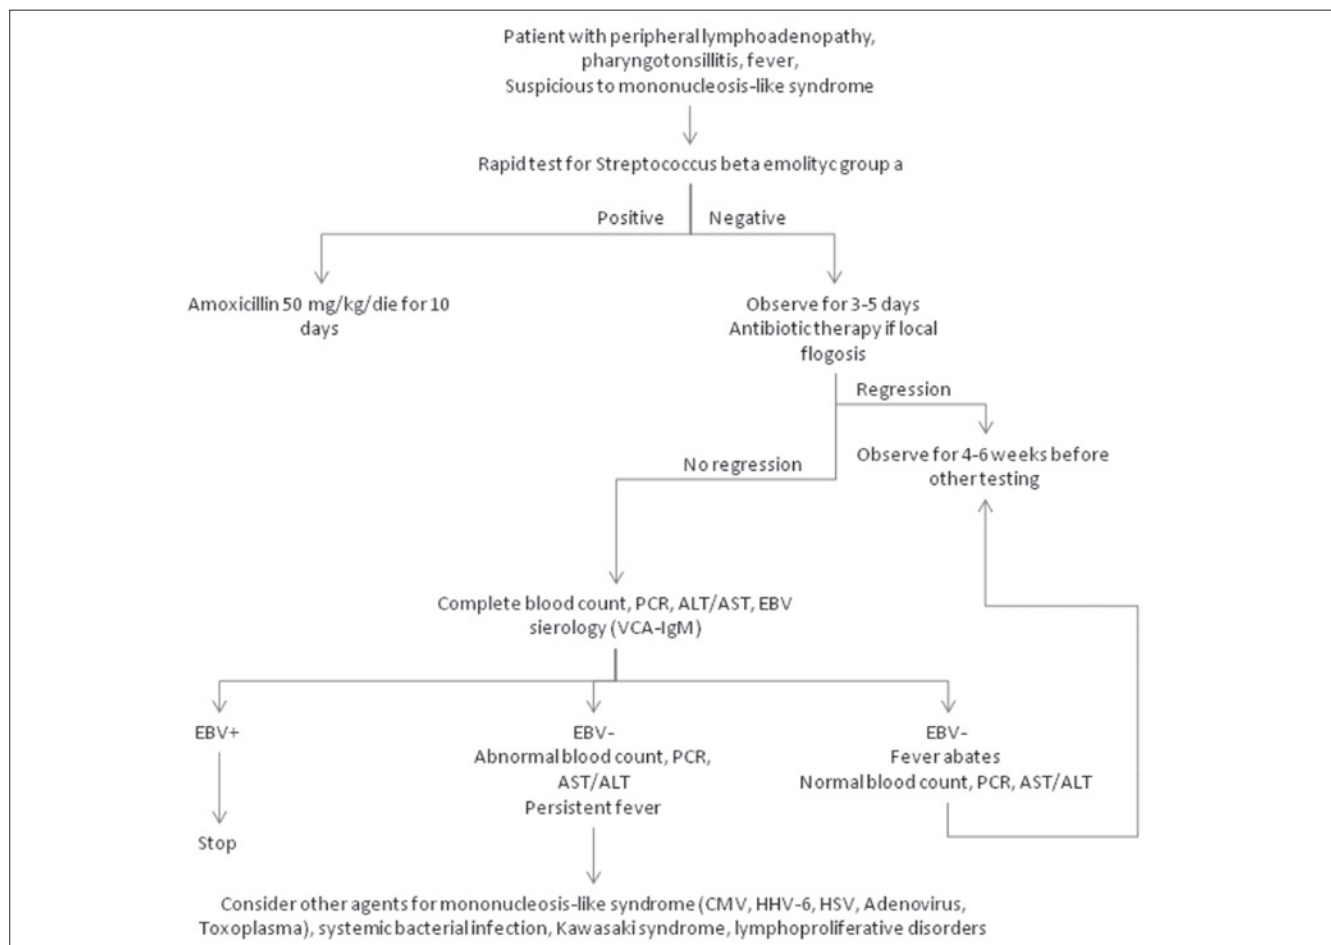 Patient with peripheral lymphoadenopathy,
pharyngotonsillitis, fever,
Suspicious to mononucleosis-like syndrome
Rapid test for Streptococcus beta emolityc group a
Positive
Negative
Amoxicillin 50 mg/kg/die for 10
days
Observe for 3-5 days
Antibiotic therapy if local
flogosis
Regression
No regression
Observe for 4-6 weeks before
other testing
Complete blood count, PCR, ALT/AST, EBV
sierology (VCA-IgM)
EBV+
Stop
EBV-
Abnormal blood count, PCR,
AST/ALT
Persistent fever
EBV-
Fever abates
Normal blood count, PCR, AST/ALT
Consider other agents for mononucleosis-like syndrome (CMV, HHV-6, HSV, Adenovirus,
Toxoplasma), systemic bacterial infection, Kawasaki syndrome, lymphoproliferative disorders